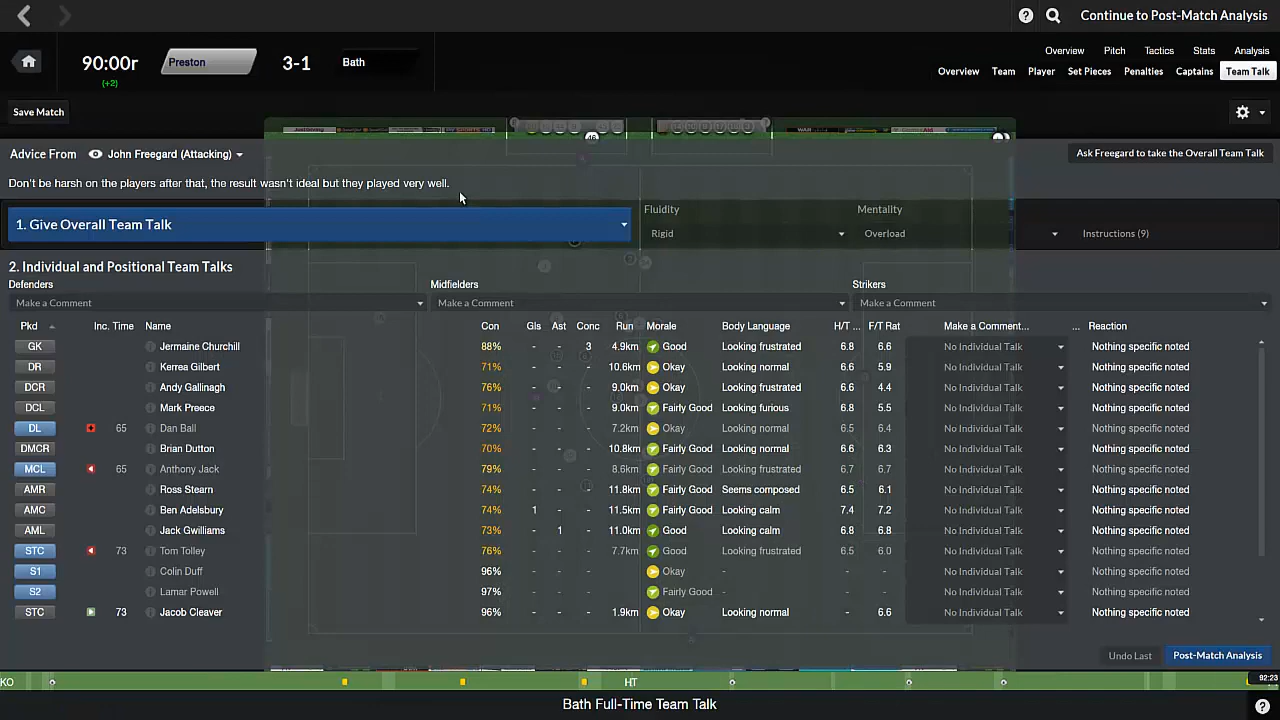 Continue to Post-Match Analysis
90:00r
(+2)
Preston
3-1
Bath
Overview Pitch Tactics Stats Analysis
Overview Team Player Set Pieces Penalties Captains Team Talk
Save Match
Advice From John Freegard (Attacking)
Ask Freegard to take the Overall Team Talk
Don't be harsh on the players after that, the result wasn't ideal but they played very well.
1. Give Overall Team Talk
Fluidity Mentality
Rigid Overload Instructions (9)
2. Individual and Positional Team Talks
Defenders Midfielders Strikers
Make a Comment Make a Comment Make a Comment
Pkd Inc. Time Name Con Gls Ast Conc Run Morale Body Language H/T ... F/T Rat Make a Comment... ... Reaction
GK Jermaine Churchill 88% - - 3 4.9km Good Looking frustrated 6.8 6.6 No Individual Talk Nothing specific noted
DR Kerrea Gilbert 71% - - - 10.6km Okay Looking normal 6.6 5.9 No Individual Talk Nothing specific noted
DCR Andy Gallinagh 76% - - - 9.0km Okay Looking frustrated 6.6 4.4 No Individual Talk Nothing specific noted
DCL Mark Preece 71% - - - 9.0km Fairly Good Looking furious 6.8 5.5 No Individual Talk Nothing specific noted
DL 65 Dan Ball 72% - - - 7.2km Okay Looking normal 6.5 6.4 No Individual Talk Nothing specific noted
DMCR Brian Dutton 70% - - - 10.8km Fairly Good Looking normal 6.6 6.3 No Individual Talk Nothing specific noted
MCL 65 Anthony Jack 79% - - - 8.6km Fairly Good Looking frustrated 6.7 6.7 No Individual Talk Nothing specific noted
AMR Ross Stearn 74% - - - 11.8km Fairly Good Seems composed 6.5 6.1 No Individual Talk Nothing specific noted
AMC Ben Adelsbury 74% 1 - - 11.5km Fairly Good Looking calm 7.4 7.2 No Individual Talk Nothing specific noted
AML Jack Gwilliams 73% - 1 - 11.0km Good Looking calm 6.8 6.8 No Individual Talk Nothing specific noted
STC 73 Tom Tolley 76% - - - 7.7km Good Looking frustrated 6.5 6.0 No Individual Talk Nothing specific noted
S1 Colin Duff 96% - - - - Okay - - - No Individual Talk Nothing specific noted
S2 Lamar Powell 97% - - - - Fairly Good - - - No Individual Talk Nothing specific noted
STC 73 Jacob Cleaver 96% - - - 1.9km Okay Looking normal - 6.6 No Individual Talk Nothing specific noted
Undo Last Post-Match Analysis
KO HT 92:23
Bath Full-Time Team Talk